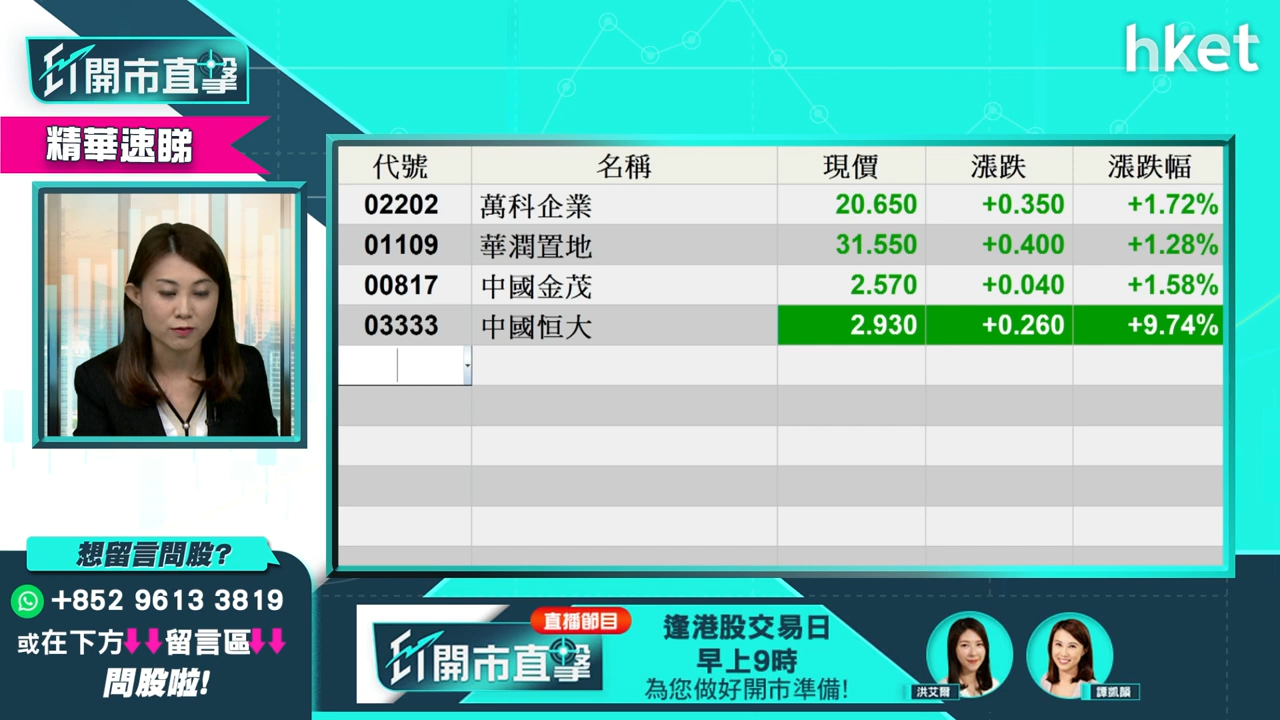 ET開市直擊
hket
精華速睇
代號 名稱 現價 漲跌 漲跌幅
02202 萬科企業 20.650 +0.350 +1.72%
01109 華潤置地 31.550 +0.400 +1.28%
00817 中國金茂 2.570 +0.040 +1.58%
03333 中國恒大 2.930 +0.260 +9.74%
想留言問股?
+852 9613 3819
或在下方留言區
問股啦!
直播節目
ET開市直擊
逢港股交易日
早上9時
為您做好開市準備!
洪艾爾
譚凱韻